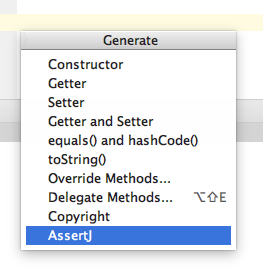 Generate
Constructor
Getter
Setter
Getter and Setter
equals() and hashCode()
toString()
Override Methods...
Delegate Methods... ⌥⇧E
Copyright
AssertJ